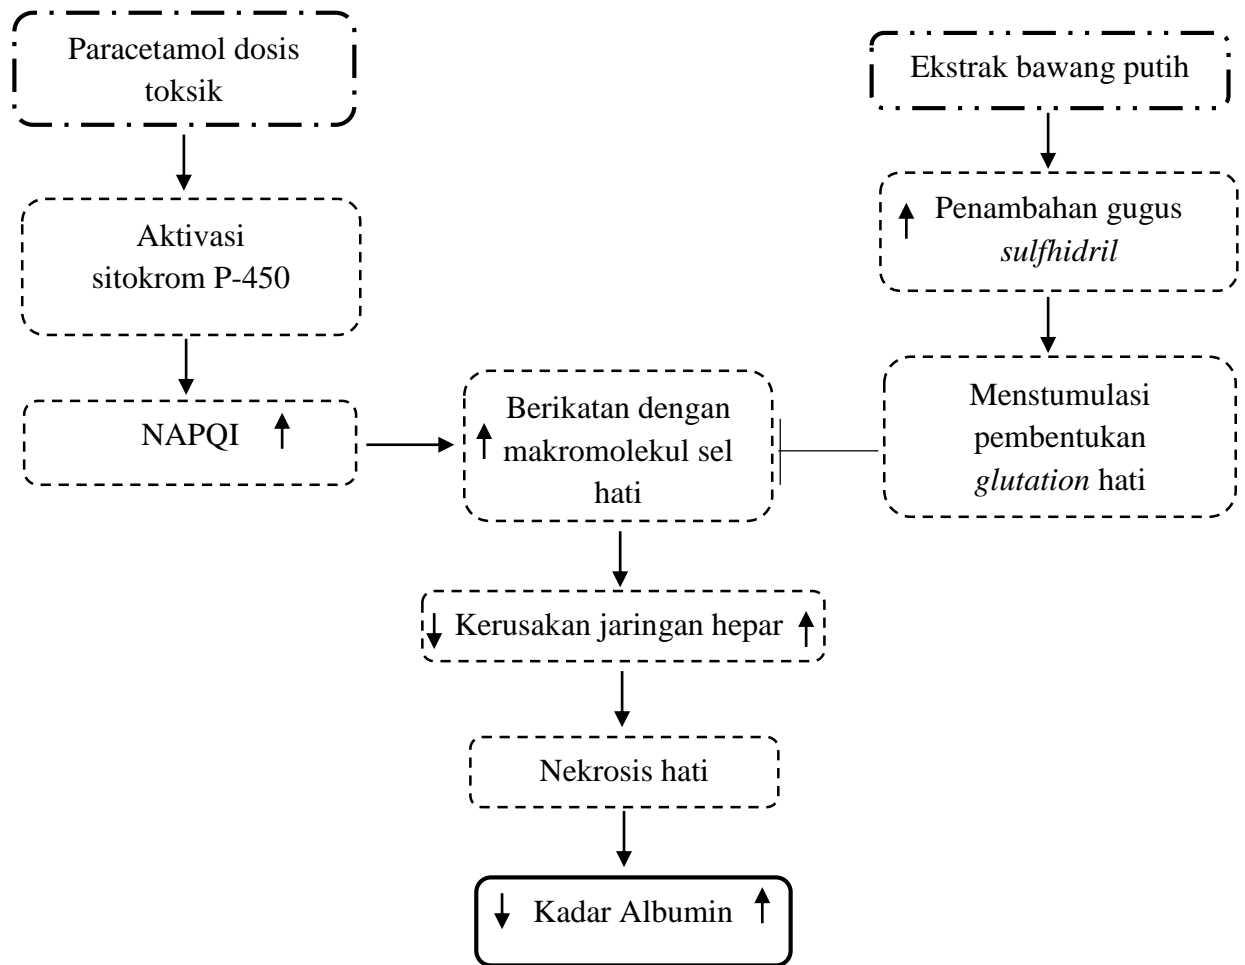 Paracetamol dosis
toksik
Aktivasi
sitokrom P-450
NAPQI ↑
Ekstrak bawang putih
↑ Penambahan gugus
sulfhidril
Menstumulasi
pembentukan
glutation hati
Berikatan dengan
↑ makromolekul sel
hati
↓ Kerusakan jaringan hepar ↑
Nekrosis hati
↓ Kadar Albumin ↑